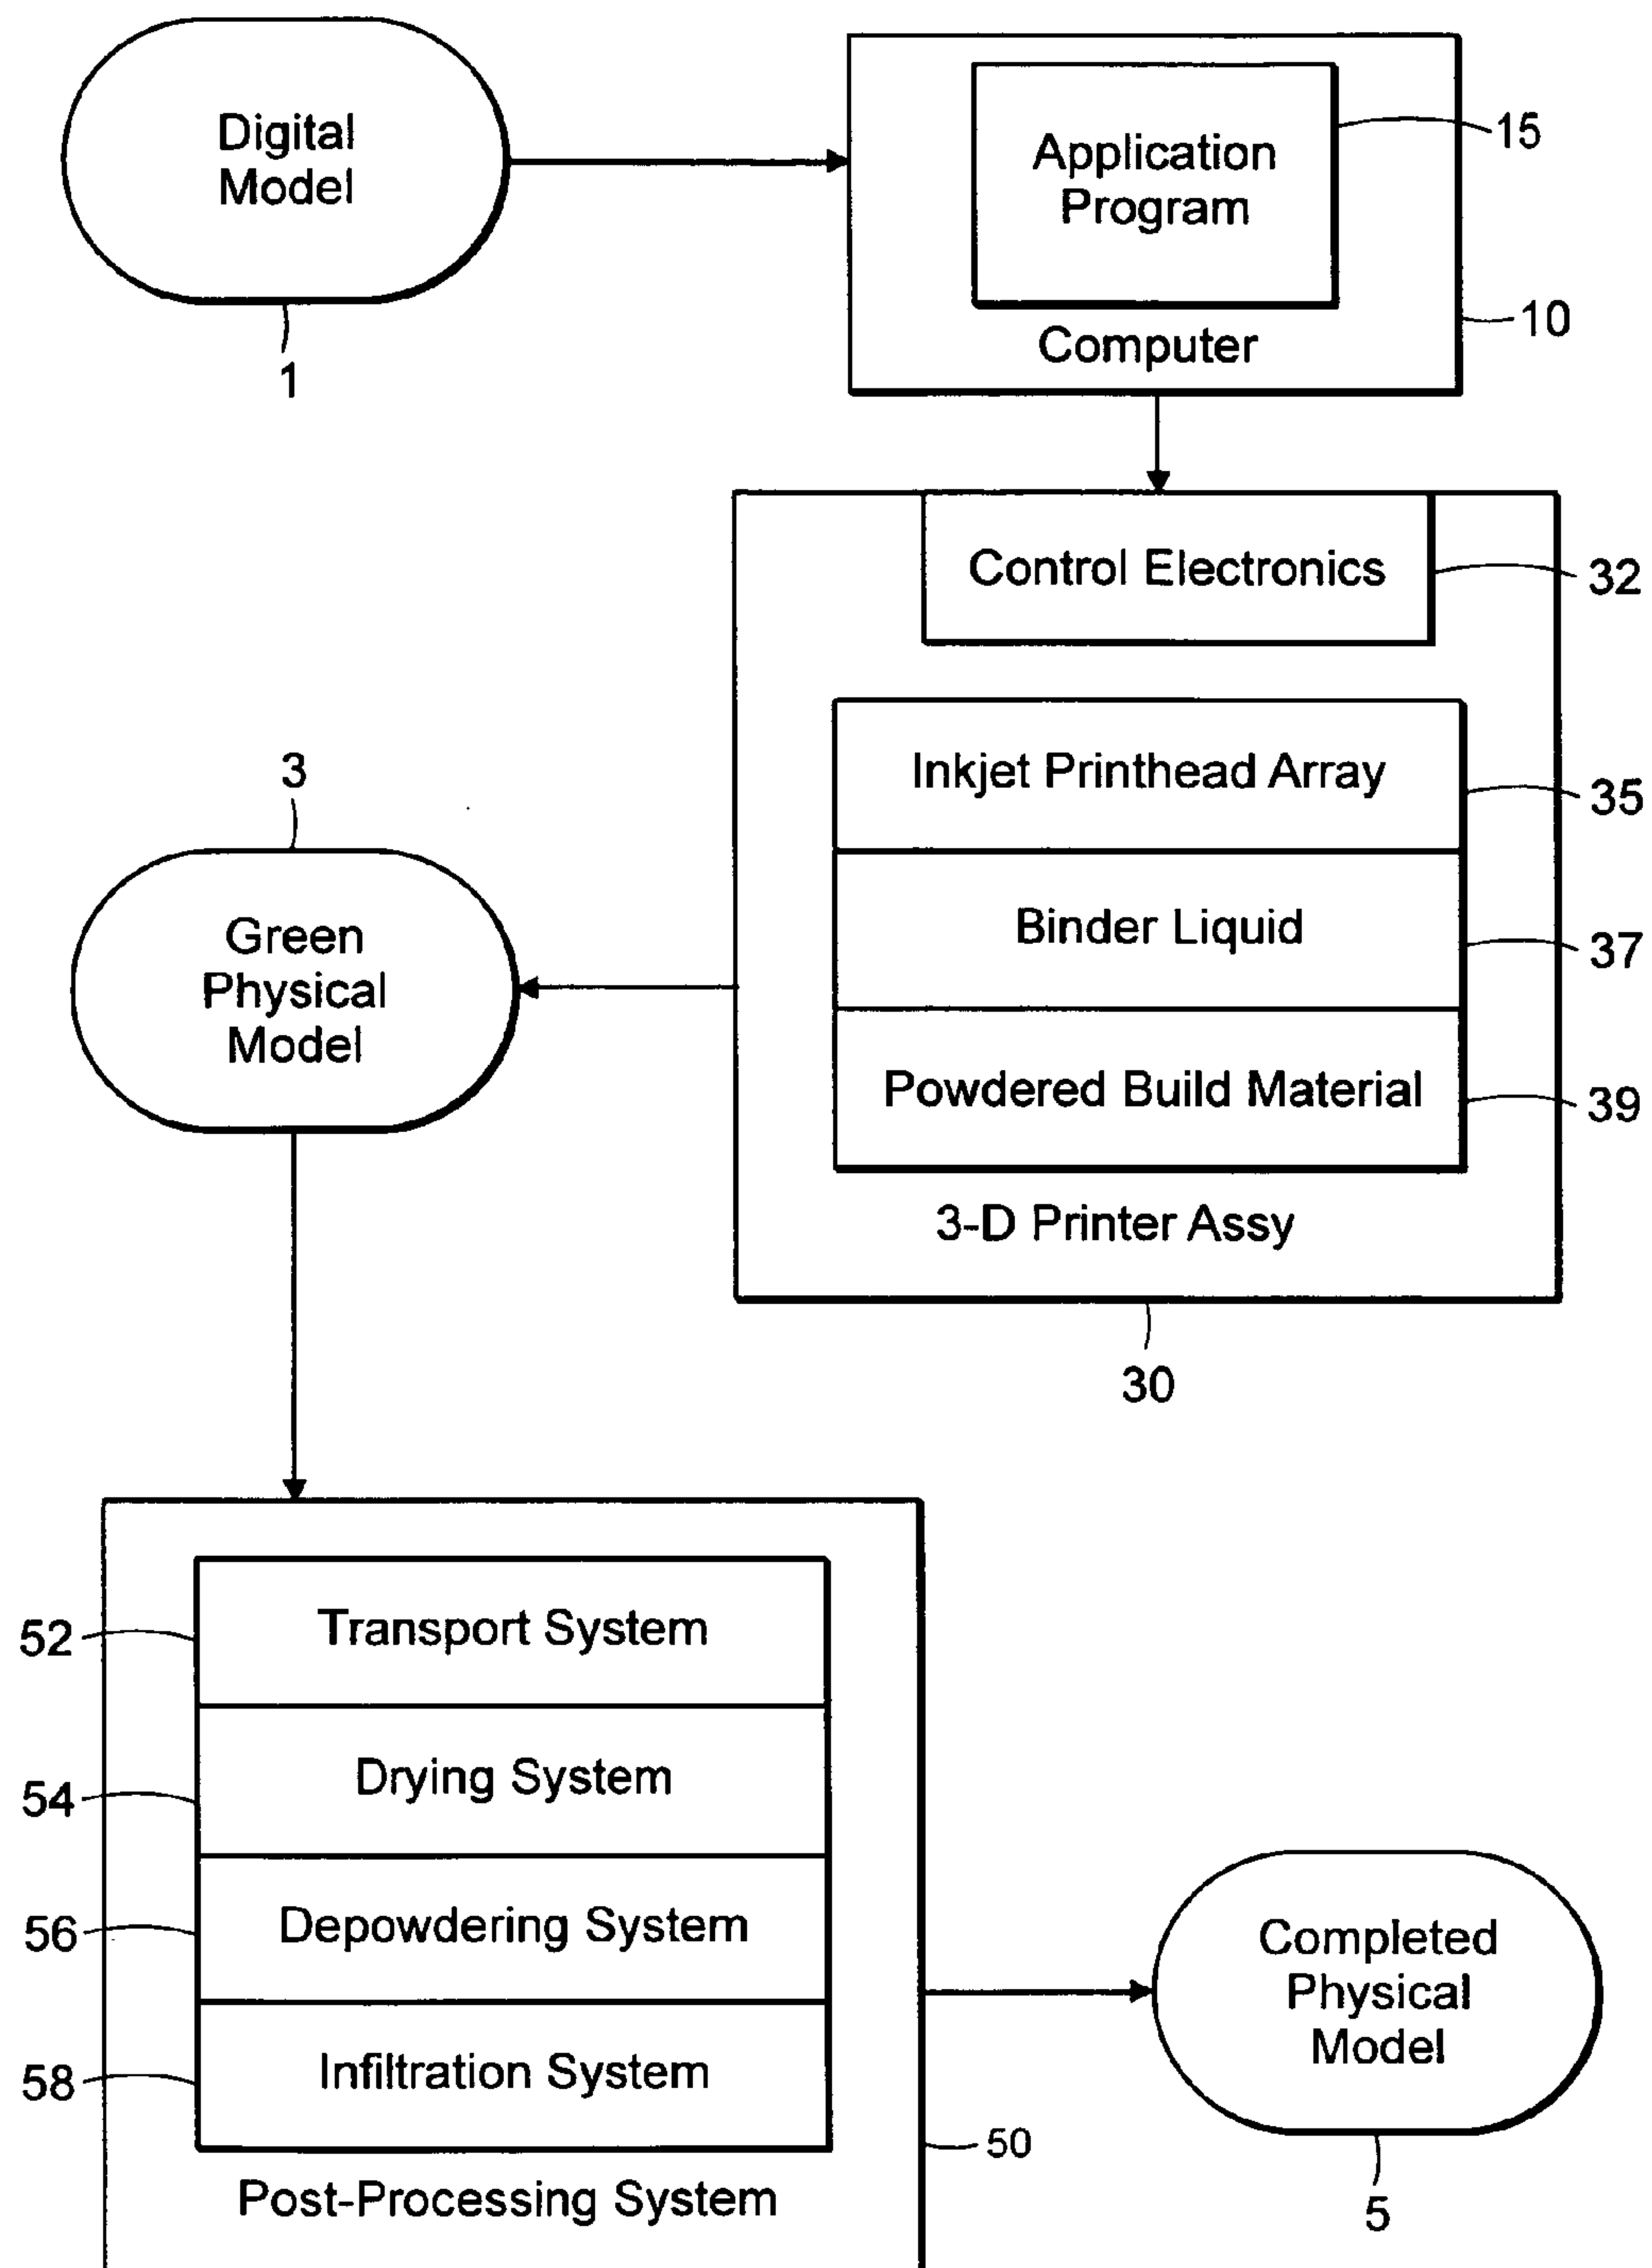 Digital
Model
1
Application
Program
15
Computer
10
Control Electronics
32
Inkjet Printhead Array
35
Binder Liquid
37
Powdered Build Material
39
3-D Printer Assy
30
3
Green
Physical
Model
Transport System
52
Drying System
54
Depowdering System
56
Infiltration System
58
Post-Processing System
50
Completed
Physical
Model
5